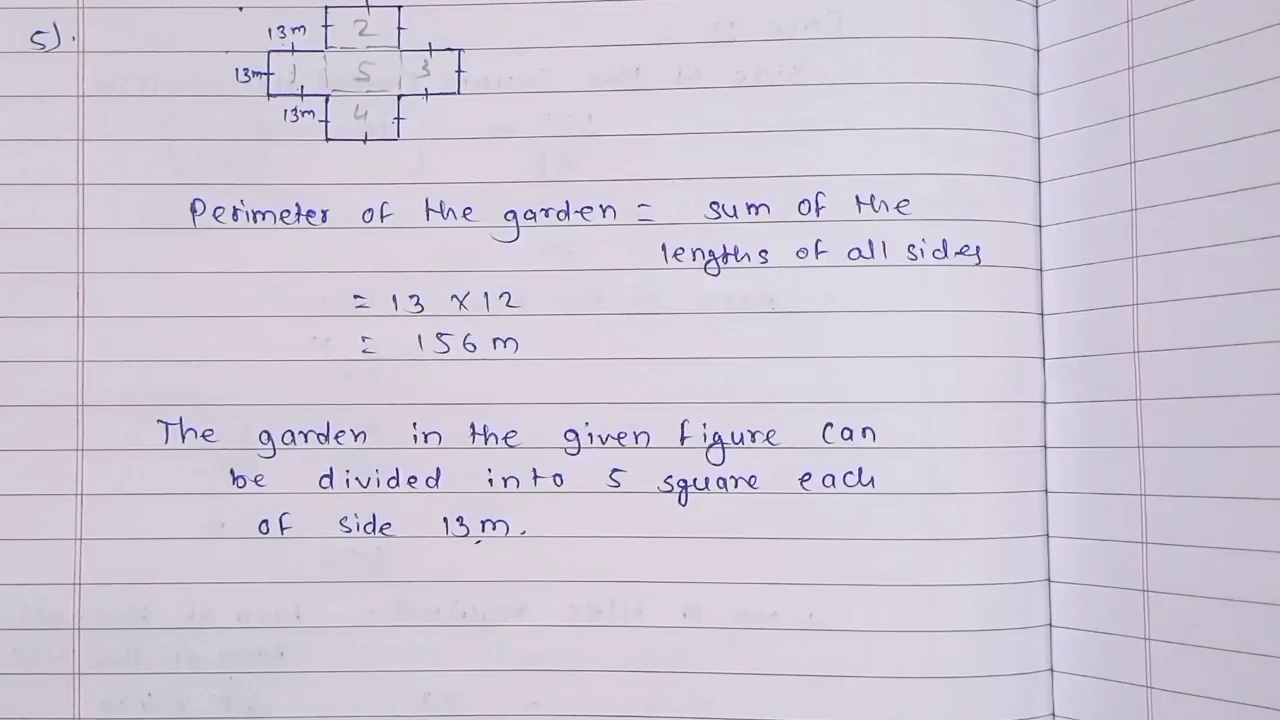 5).
13m 2
13m 1 5 3
13m 4
Perimeter of the garden = sum of the
lengths of all sides
= 13 x 12
= 156 m
The garden in the given figure can
be divided into 5 square each
of side 13m.